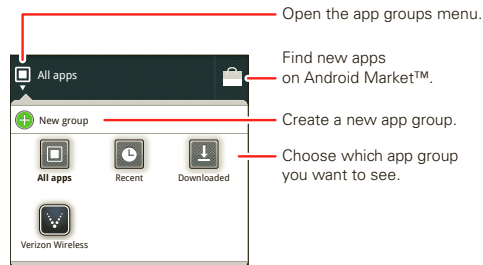 Open the app groups menu.
Find new apps
on Android Market™.
All apps
New group
Create a new app group.
Choose which app group
you want to see.
All apps
Recent
Downloaded
Verizon Wireless